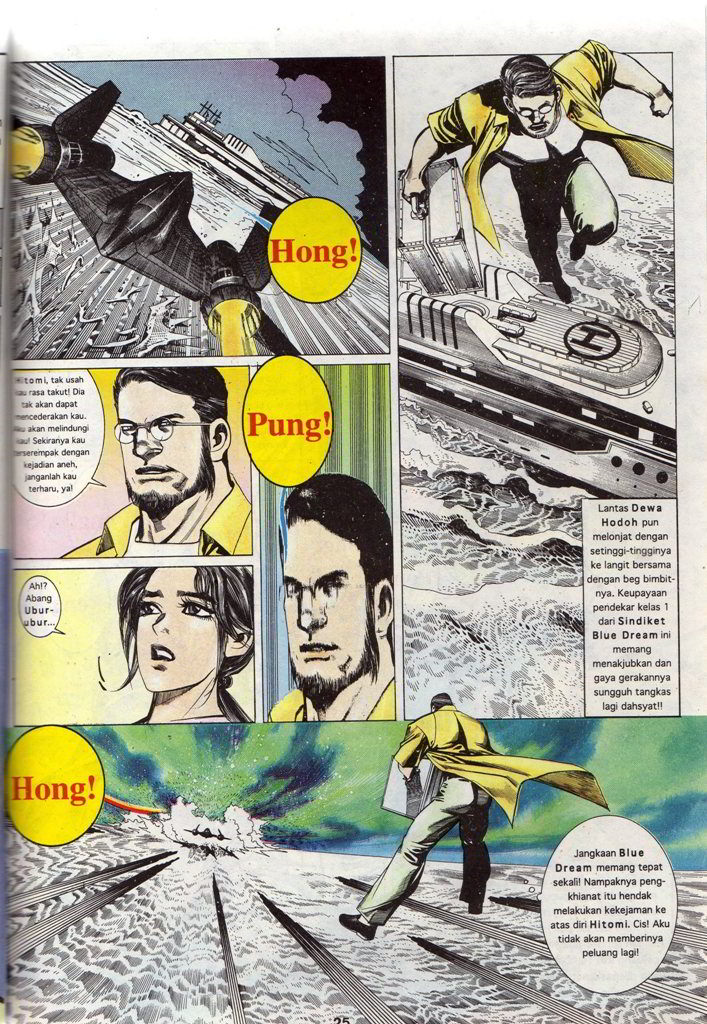 Hong!
Hitomi, tak usah
kau rasa takut! Dia
tak akan dapat
mencederakan kau.
Aku akan melindungi
kau! Sekiranya kau
terserempak dengan
kejadian aneh,
janganlah kau
terharu, ya!
Pung!
Ah!?
Abang
Ubur-
ubur...
H
Lantas Dewa
Hodoh pun
melonjat dengan
setinggi-tingginya
ke langit bersama
dengan beg bimbit-
nya. Keupayaan
pendekar kelas 1
dari Sindiket
Blue Dream ini
memang
menakjubkan dan
gaya gerakannya
sungguh tangkas
lagi dahsyat!!
Hong!
Jangkaan Blue
Dream memang tepat
sekali! Nampaknya peng-
khianat itu hendak
melakukan kekejaman ke
atas diri Hitomi. Cis! Aku
tidak akan memberinya
peluang lagi!
25